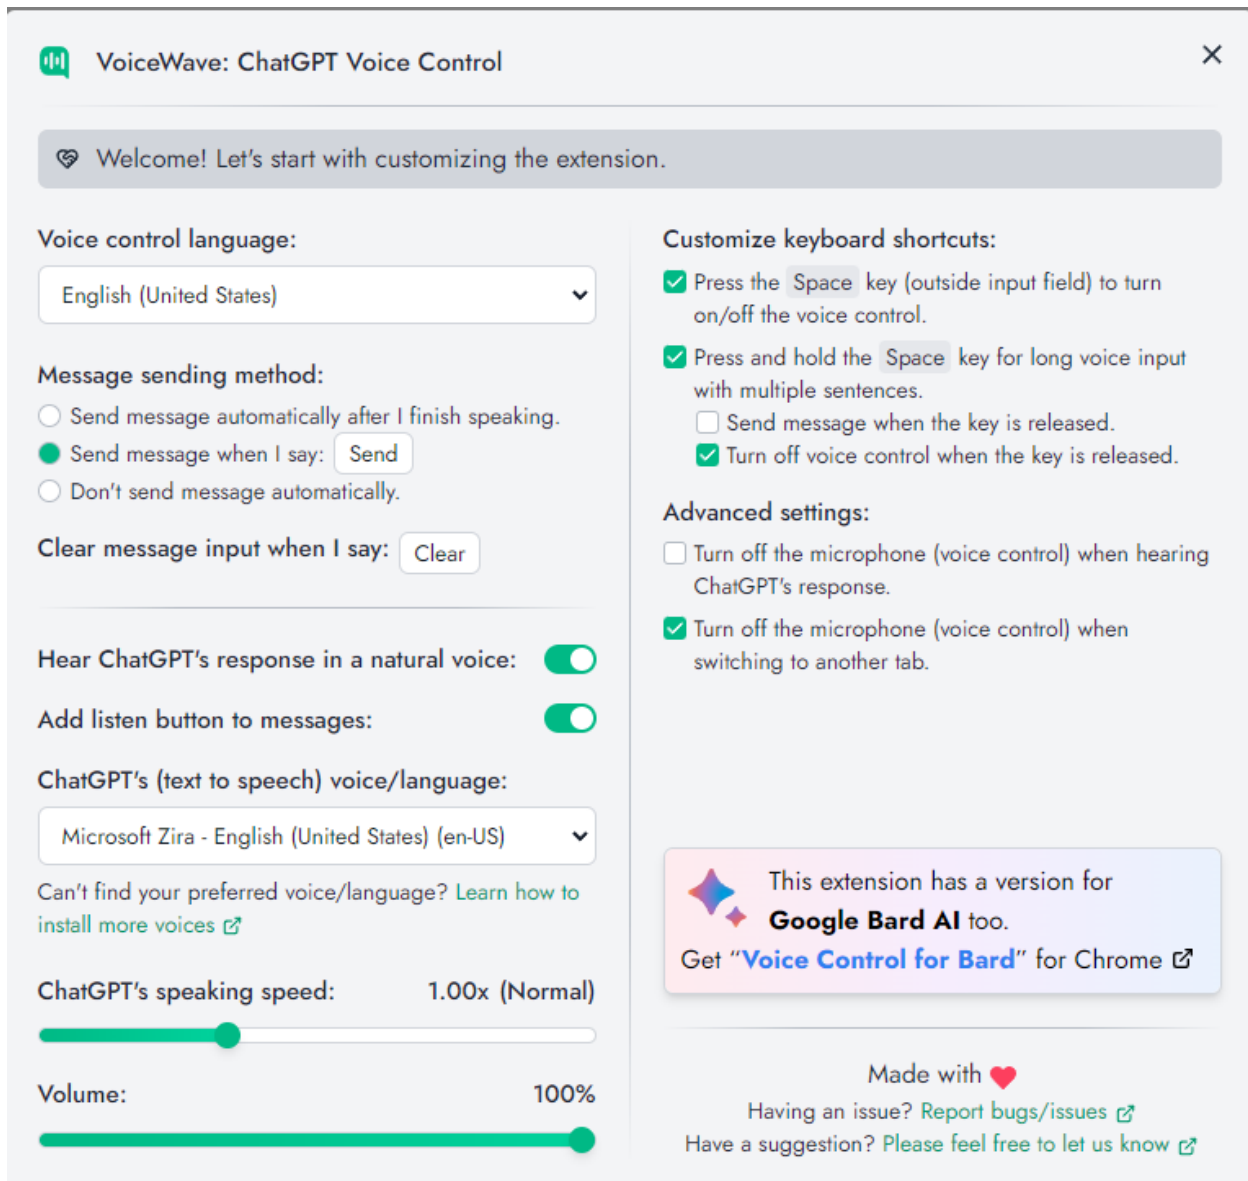 VoiceWave: ChatGPT Voice Control
Welcome! Let's start with customizing the extension.
Voice control language:
English (United States)
Message sending method:
Send message automatically after I finish speaking.
Send message when I say: Send
Don't send message automatically.
Clear message input when I say: Clear
Hear ChatGPT's response in a natural voice:
Add listen button to messages:
ChatGPT's (text to speech) voice/language:
Microsoft Zira - English (United States) (en-US)
Can't find your preferred voice/language? Learn how to
install more voices
ChatGPT's speaking speed: 1.00x (Normal)
Volume: 100%
Customize keyboard shortcuts:
Press the Space key (outside input field) to turn
on/off the voice control.
Press and hold the Space key for long voice input
with multiple sentences.
Send message when the key is released.
Turn off voice control when the key is released.
Advanced settings:
Turn off the microphone (voice control) when hearing
ChatGPT's response.
Turn off the microphone (voice control) when
switching to another tab.
This extension has a version for
Google Bard AI too.
Get “Voice Control for Bard” for Chrome
Made with
Having an issue? Report bugs/issues
Have a suggestion? Please feel free to let us know